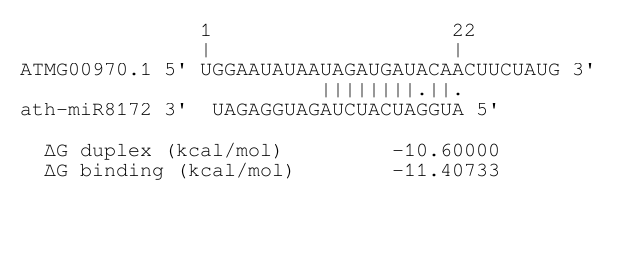 1 22
| |
ATMG00970.1 5' UGGAAUAUAAUAGAUGAUACAACUUCUAUG 3'
||||||||.||.
ath-miR8172 3' UAGAGGUAGAUCUACUAGGUA 5'
ΔG duplex (kcal/mol) -10.60000
ΔG binding (kcal/mol) -11.40733